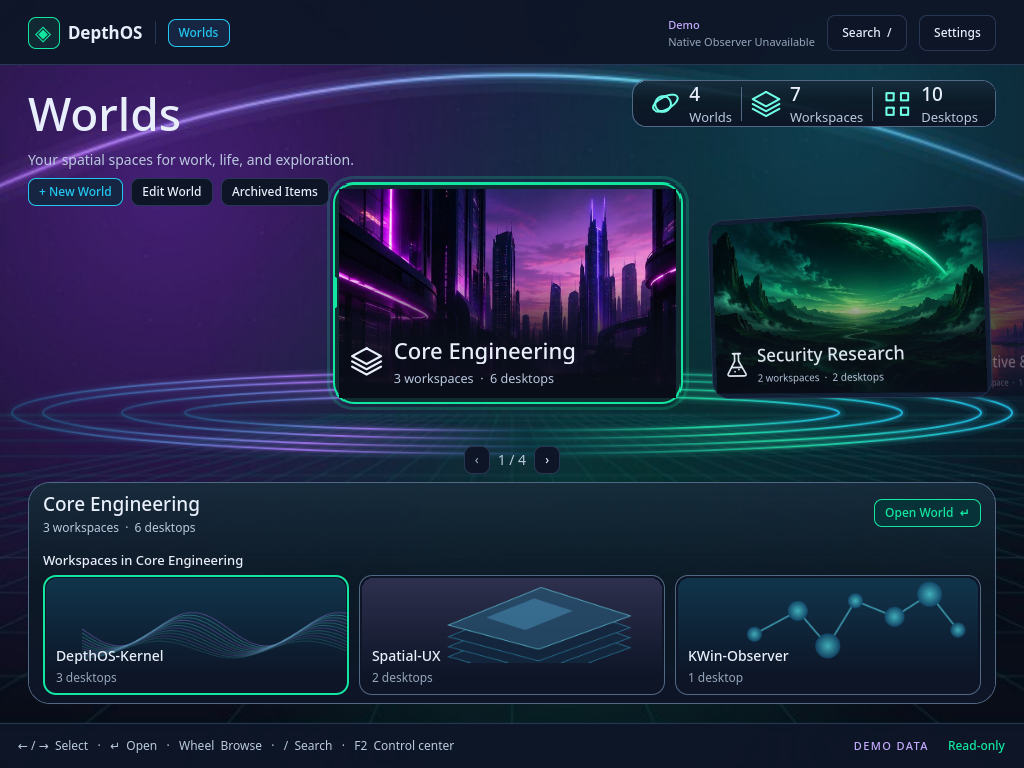 DepthOS
Worlds
Demo
Native Observer Unavailable
Search /
Settings
Worlds
Your spatial spaces for work, life, and exploration.
+ New World
Edit World
Archived Items
4
Worlds
7
Workspaces
10
Desktops
Core Engineering
3 workspaces · 6 desktops
Security Research
2 workspaces · 2 desktops
‹ 1 / 4 ›
Core Engineering
3 workspaces · 6 desktops
Open World ↵
Workspaces in Core Engineering
DepthOS-Kernel
3 desktops
Spatial-UX
2 desktops
KWin-Observer
1 desktop
←/→ Select · ↵ Open · Wheel Browse · / Search · F2 Control center
DEMO DATA
Read-only